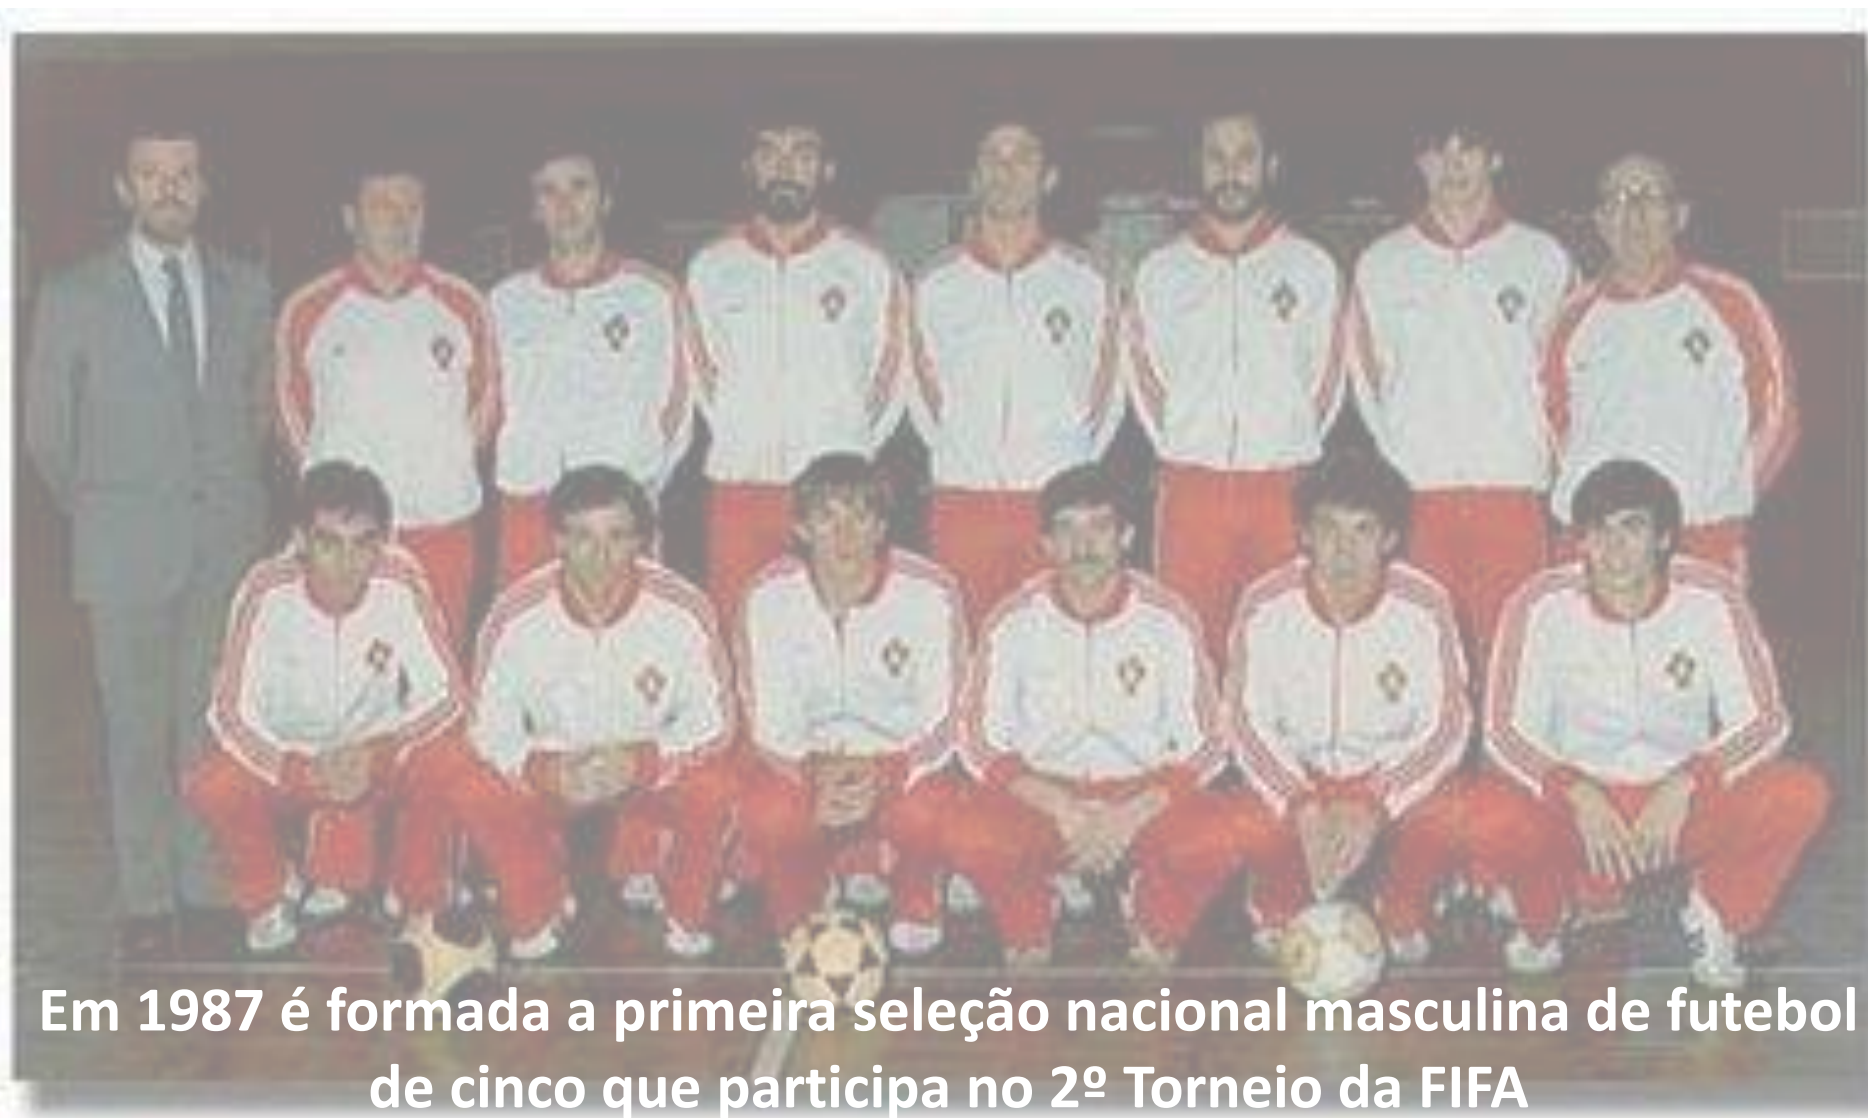 Em 1987 é formada a primeira seleção nacional masculina de futebol
de cinco que participa no 2º Torneio da FIFA